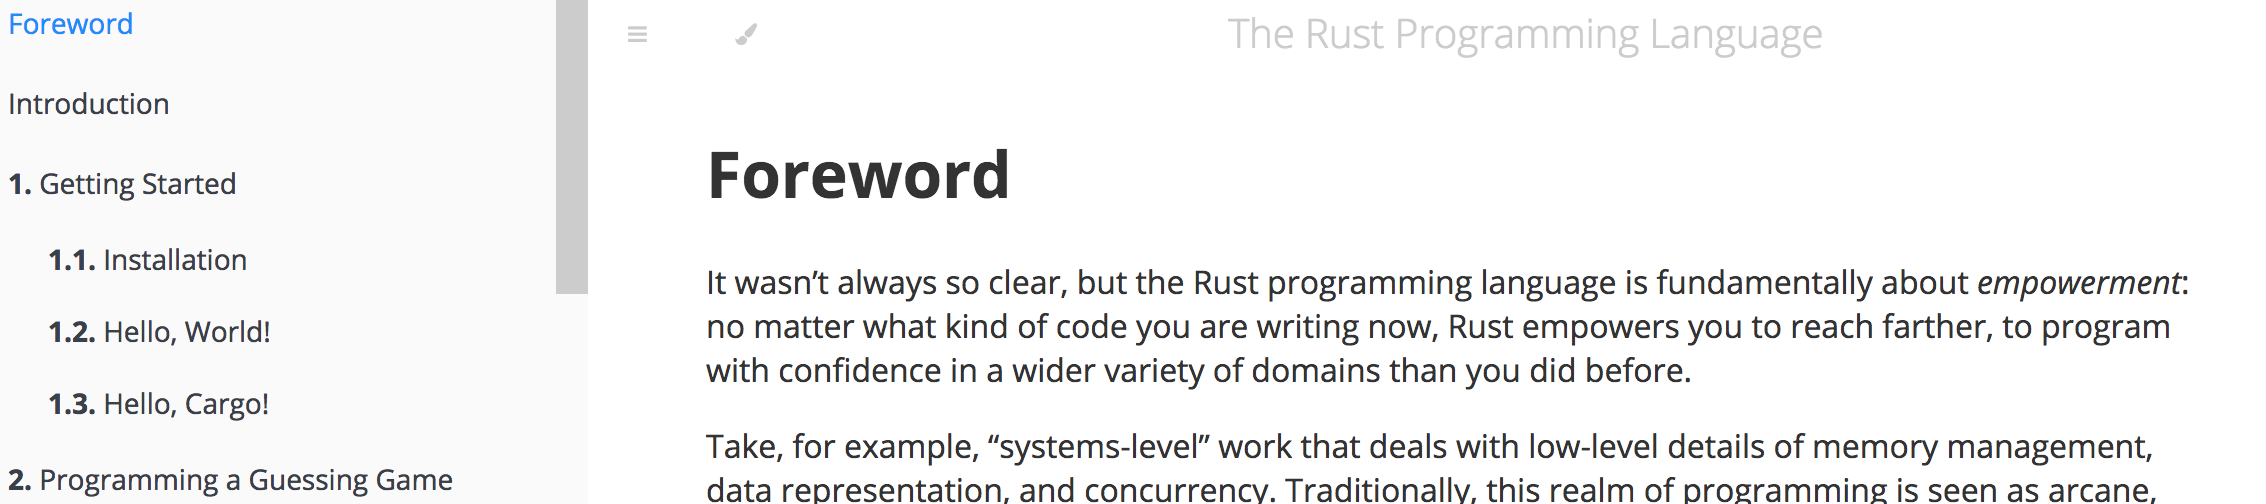 Foreword
Introduction
1. Getting Started
1.1. Installation
1.2. Hello, World!
1.3. Hello, Cargo!
2. Programming a Guessing Game
The Rust Programming Language
Foreword
It wasn’t always so clear, but the Rust programming language is fundamentally about empowerment:
no matter what kind of code you are writing now, Rust empowers you to reach farther, to program
with confidence in a wider variety of domains than you did before.
Take, for example, “systems-level” work that deals with low-level details of memory management,
data representation, and concurrency. Traditionally, this realm of programming is seen as arcane,